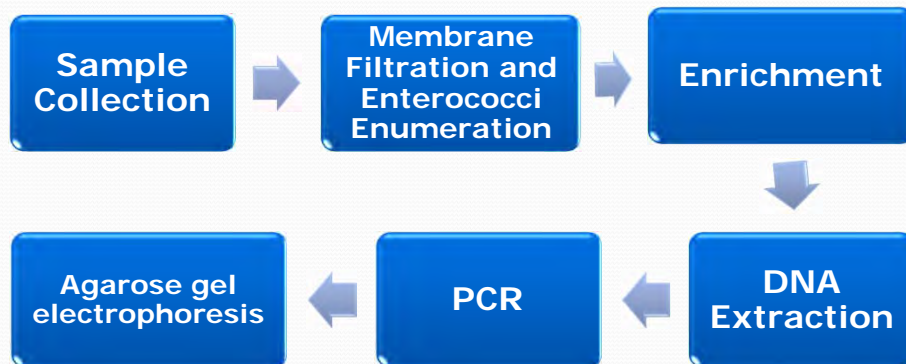 Sample
Collection
Membrane
Filtration and
Enterococci
Enumeration
Enrichment
DNA
Extraction
PCR
Agarose gel
electrophoresis